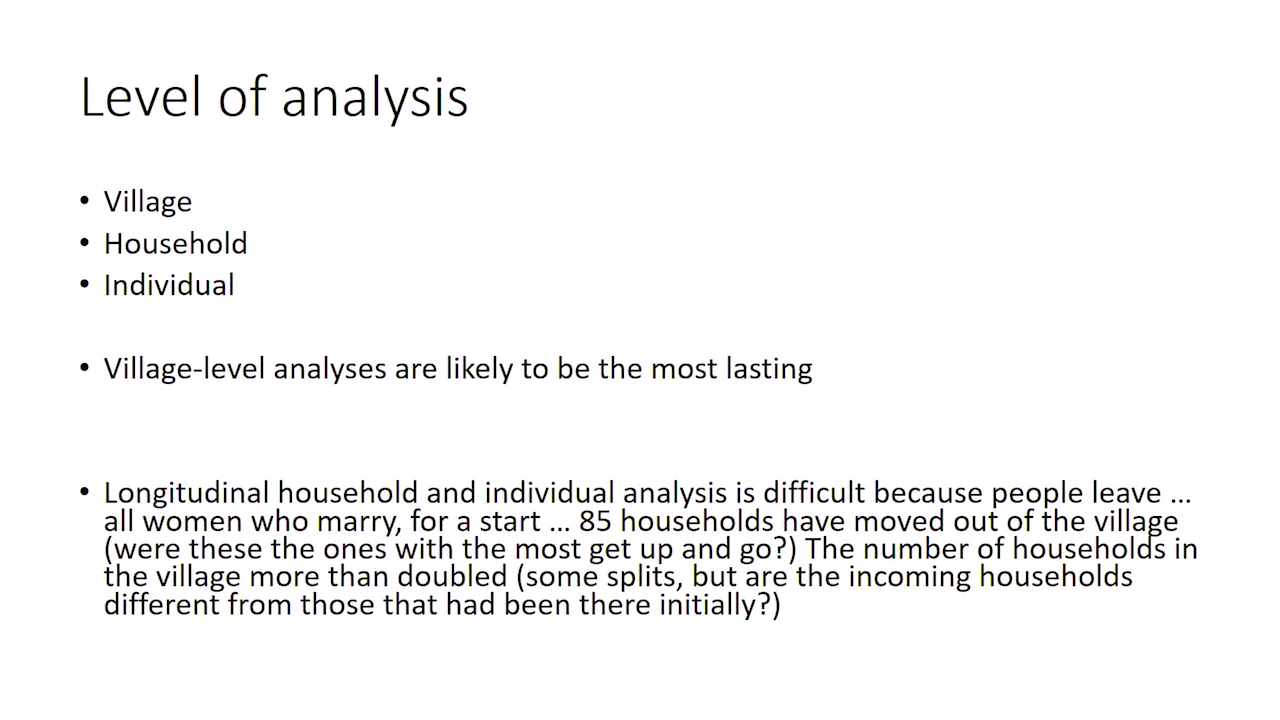 Level of analysis
• Village
• Household
• Individual
• Village-level analyses are likely to be the most lasting
• Longitudinal household and individual analysis is difficult because people leave ...
all women who marry, for a start ... 85 households have moved out of the village
(were these the ones with the most get up and go?) The number of households in
the village more than doubled (some splits, but are the incoming households
different from those that had been there initially?)